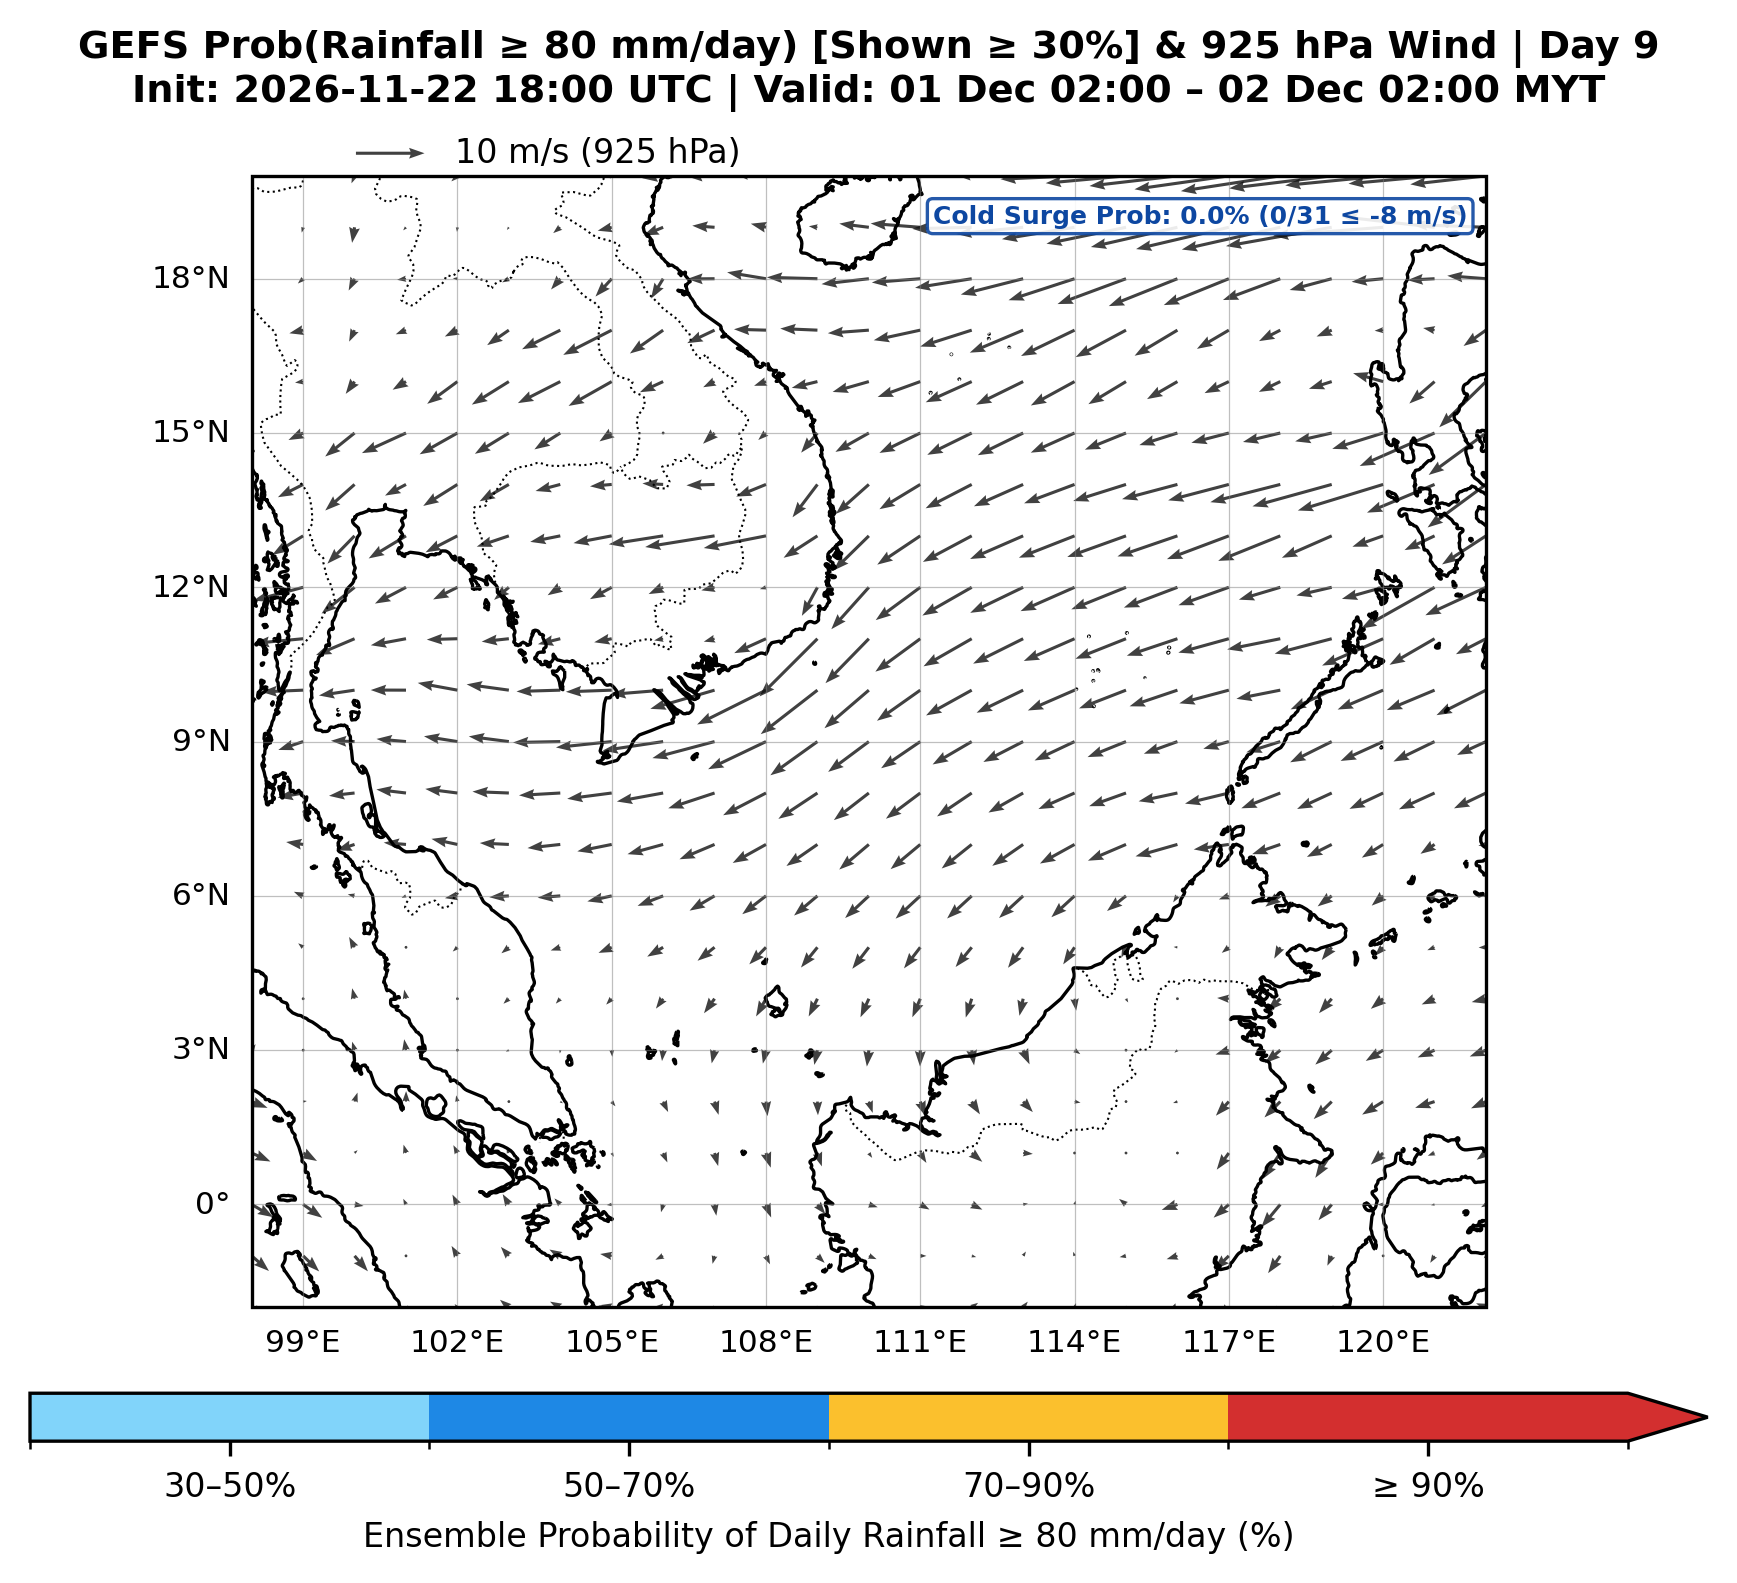 GEFS Prob(Rainfall ≥ 80 mm/day) [Shown ≥ 30%] & 925 hPa Wind | Day 9
Init: 2026-11-22 18:00 UTC | Valid: 01 Dec 02:00 – 02 Dec 02:00 MYT
10 m/s (925 hPa)
Cold Surge Prob: 0.0% (0/31 ≤ -8 m/s)
18°N
15°N
12°N
9°N
6°N
3°N
0°
99°E 102°E 105°E 108°E 111°E 114°E 117°E 120°E
30–50% 50–70% 70–90% ≥ 90%
Ensemble Probability of Daily Rainfall ≥ 80 mm/day (%)